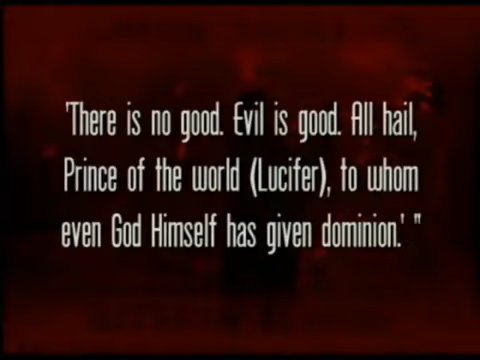 'There is no good. Evil is good. All hail,
Prince of the world (Lucifer), to whom
even God Himself has given dominion.' "